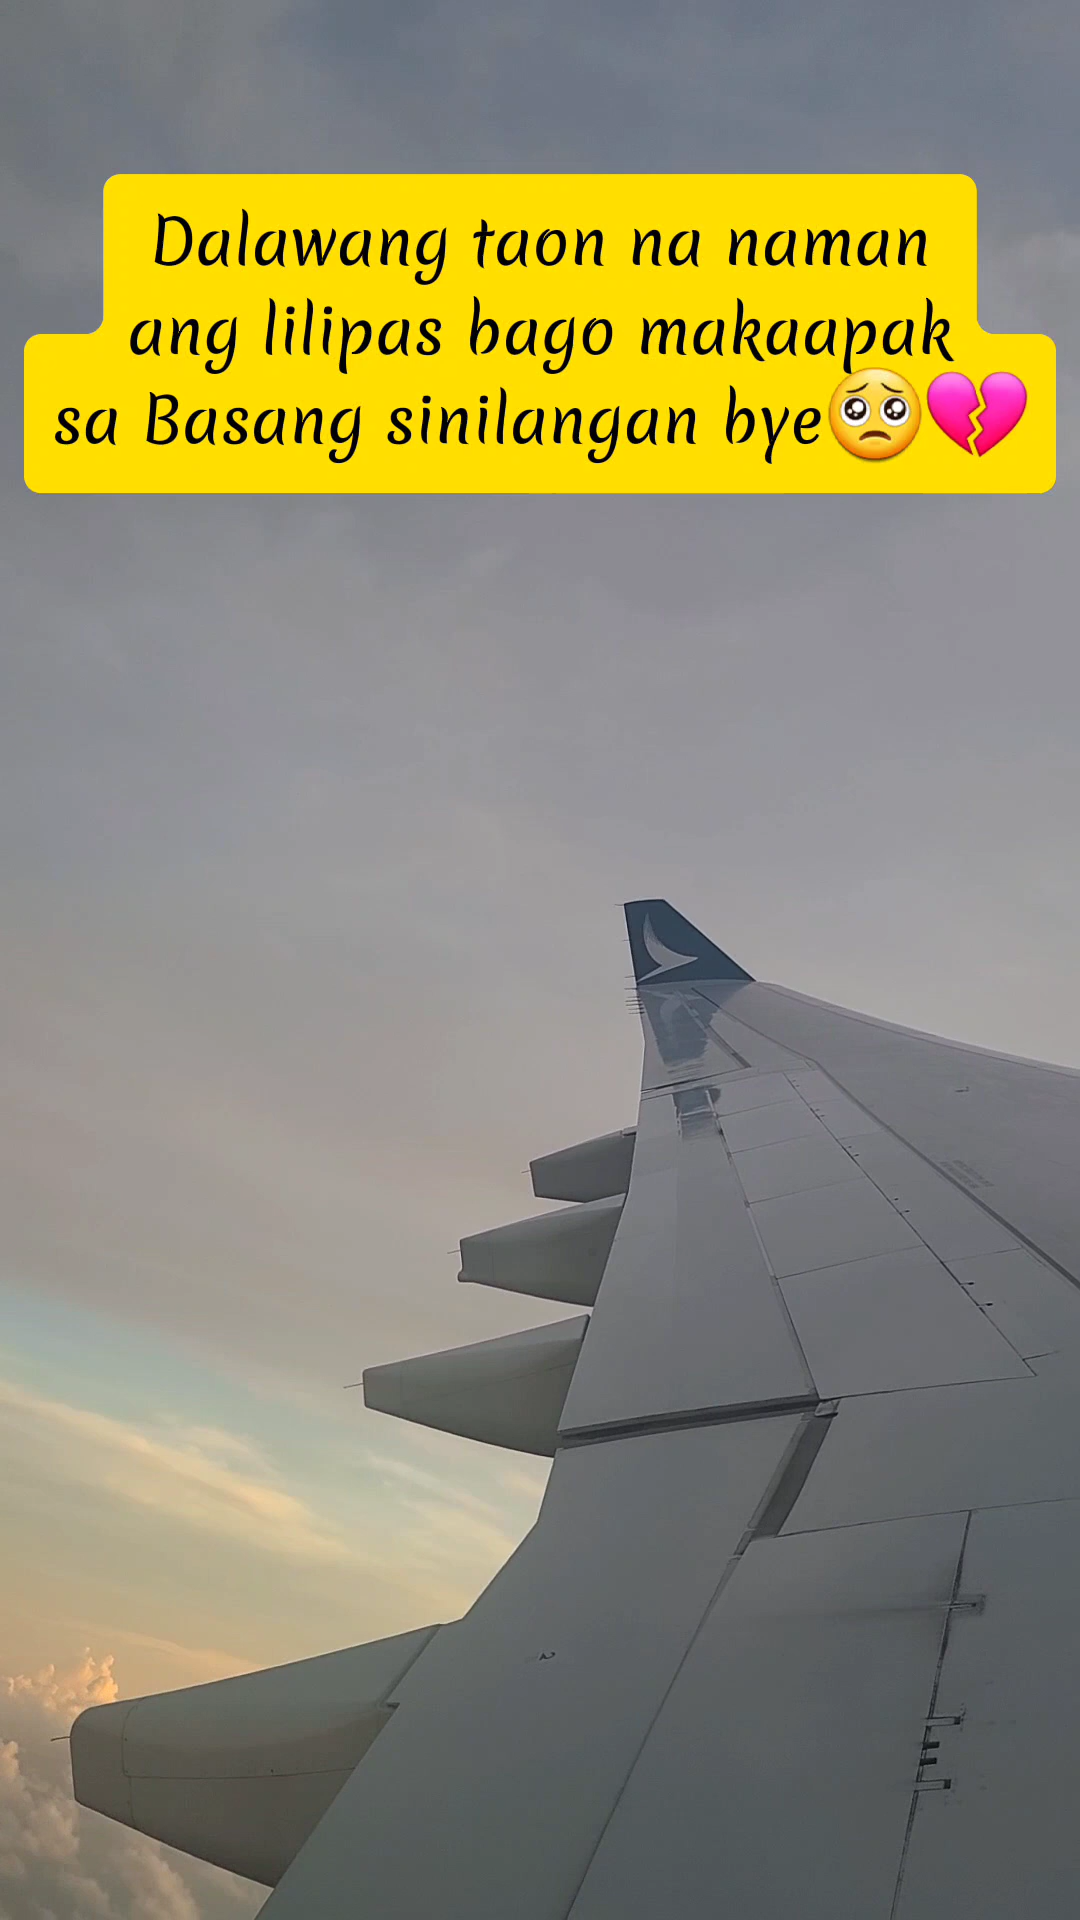 Dalawang taon na naman
ang lilipas bago makaapak
sa Basang sinilangan bye🥺💔